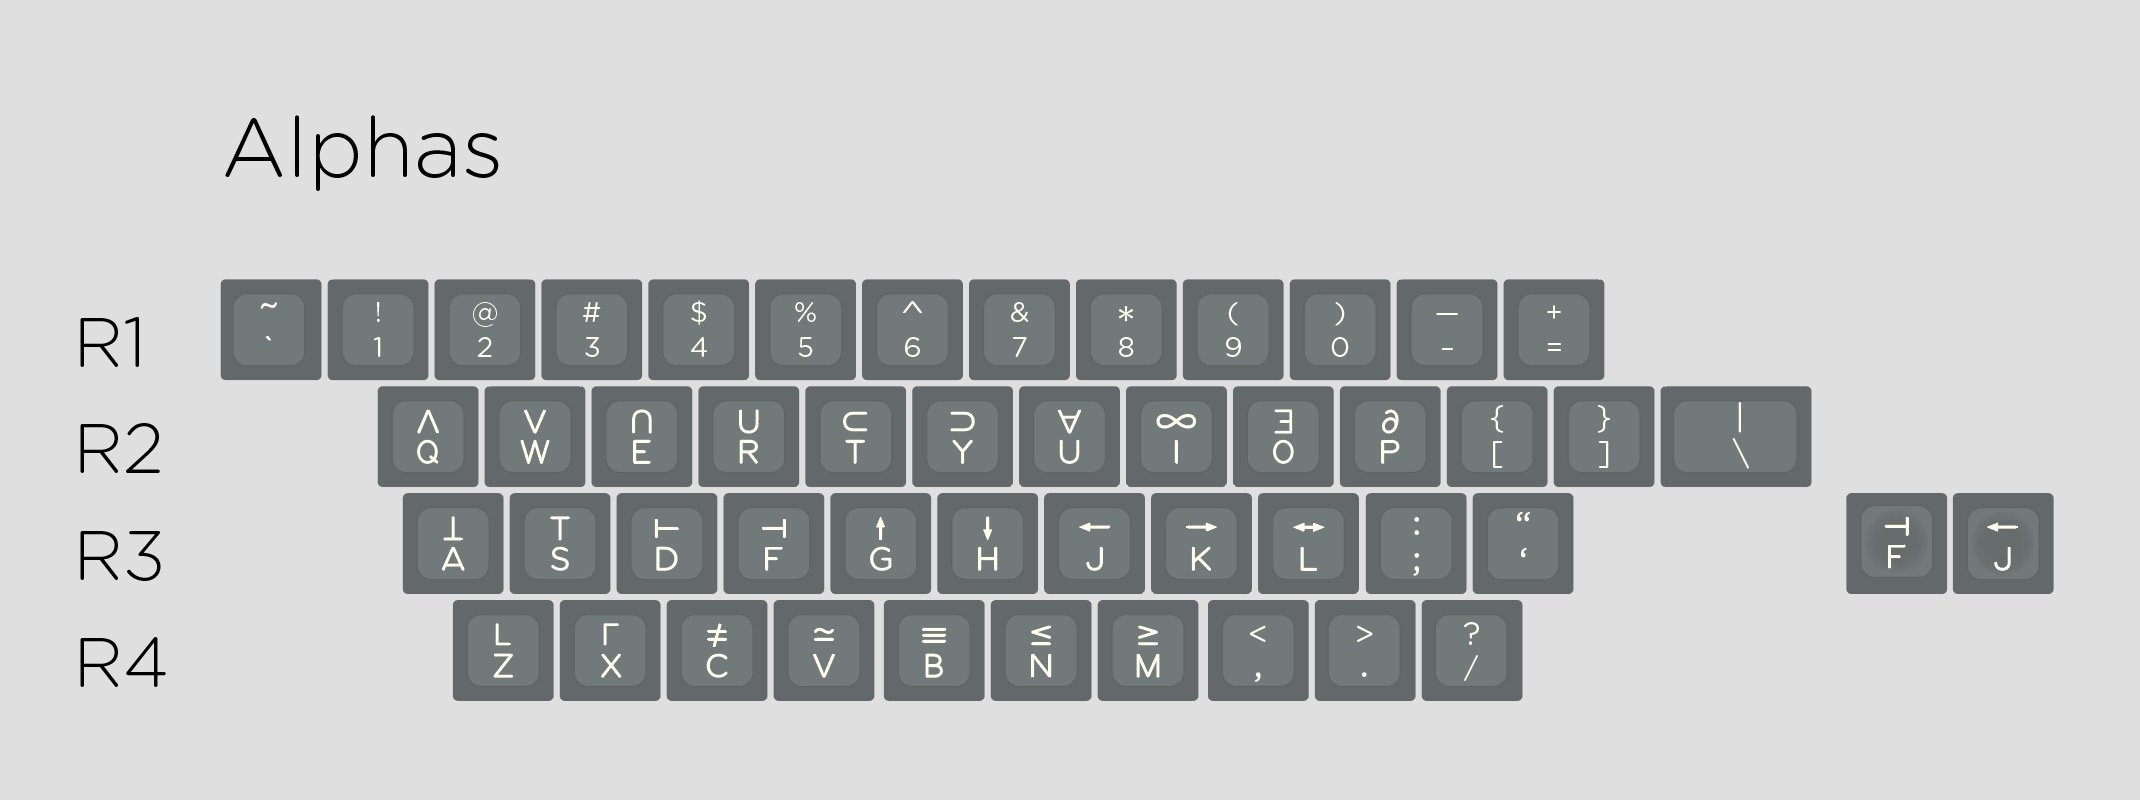 Alphas
~ ! @ # $ % ^ & * ( ) — +
R1 ` 1 2 3 4 5 6 7 8 9 0 - =
∧ ∨ ∩ ∪ ⊂ ⊃ ∀ ∞ ∃ ∂ { } |
R2 Q W E R T Y U I O P [ ] \
⊥ ⊤ ⊢ ⊣ ↑ ↓ ← → ↔ : “ ⊣ ←
R3 A S D F G H J K L ; ‘ F J
⌊ ⌈ ≠ ≃ ≡ ≤ ≥ < > ?
R4 Z X C V B N M , . /